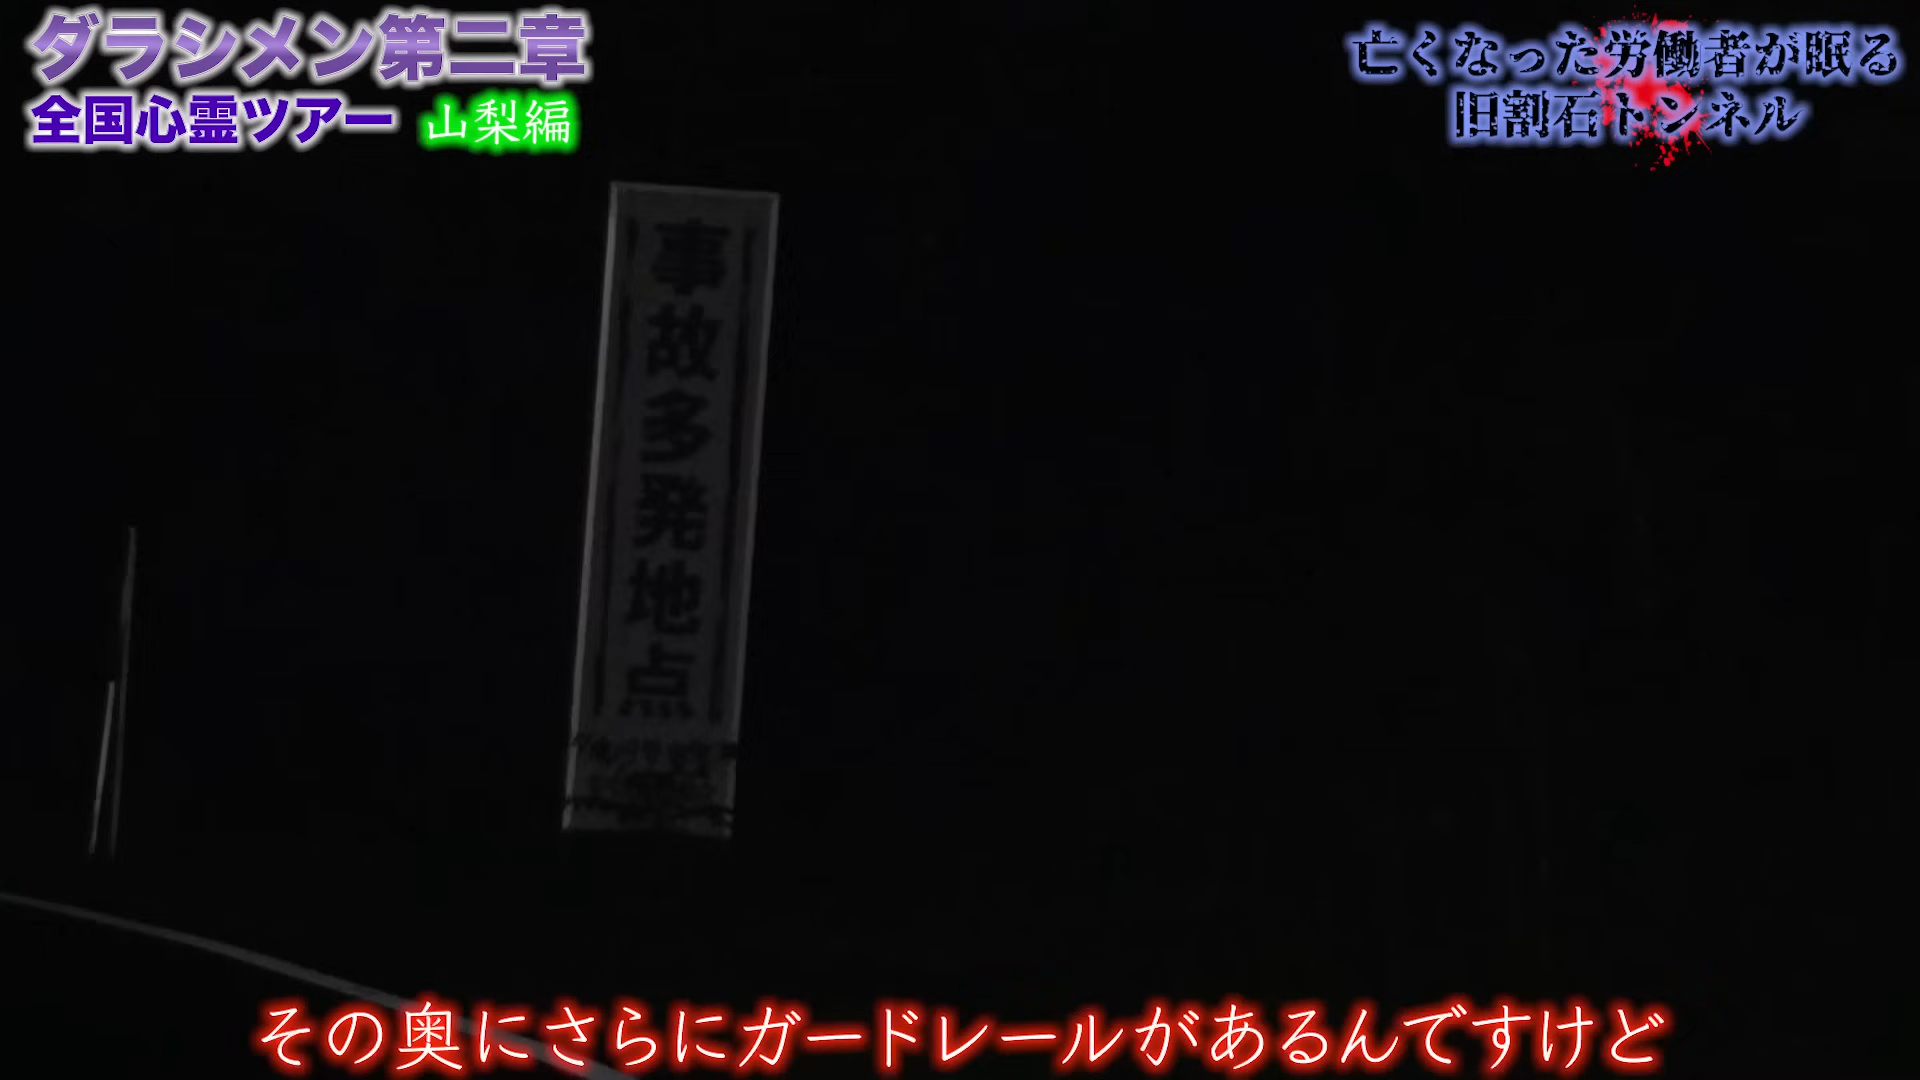 ダラシメン第二章
全国心霊ツアー 山梨編
亡くなった労働者が眠る
旧割石トンネル
事故多発地点
その奥にさらにガードレールがあるんですけど